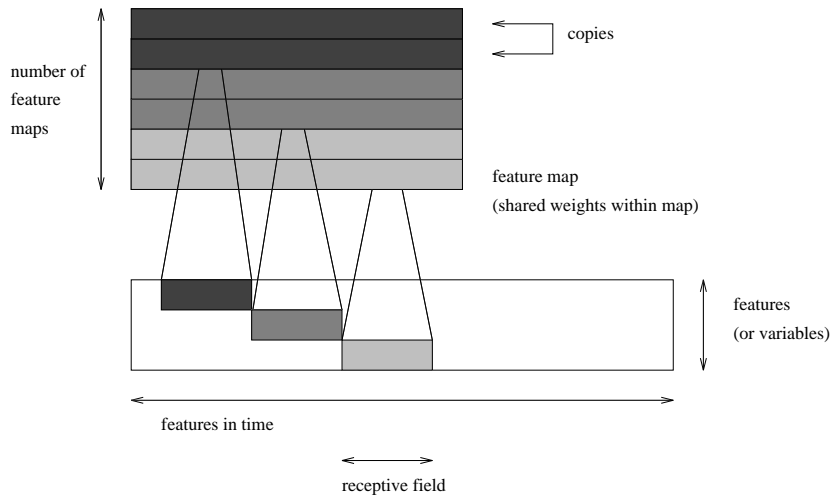 copies
number of
feature
maps
feature map
(shared weights within map)
features
(or variables)
features in time
receptive field